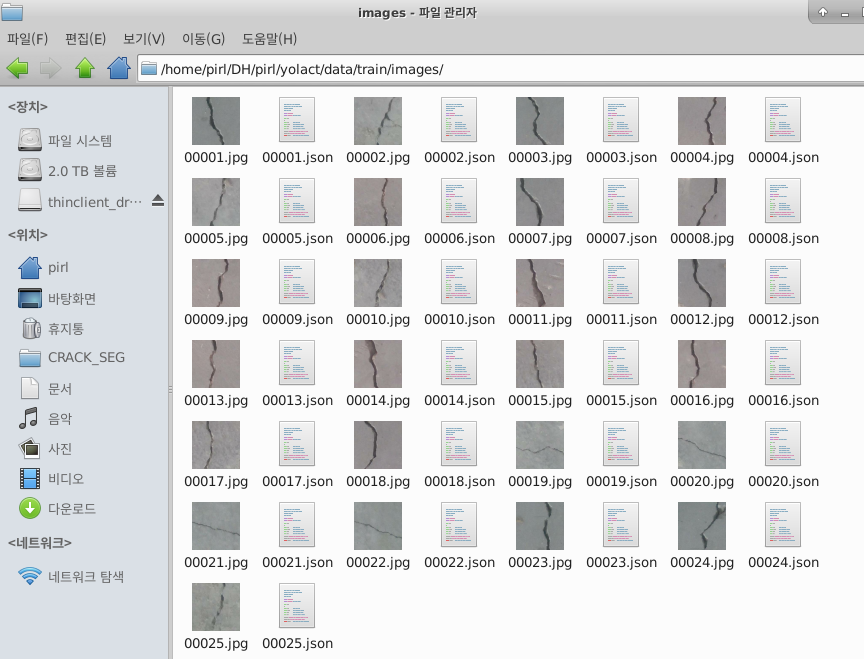 images - 파일 관리자
파일(F) 편집(E) 보기(V) 이동(G) 도움말(H)
/home/pirl/DH/pirl/yolact/data/train/images/
<장치>
파일 시스템
2.0 TB 볼륨
thinclient_dr···
<위치>
pirl
바탕화면
휴지통
CRACK_SEG
문서
음악
사진
비디오
다운로드
<네트워크>
네트워크 탐색
00001.jpg 00001.json 00002.jpg 00002.json 00003.jpg 00003.json 00004.jpg 00004.json
00005.jpg 00005.json 00006.jpg 00006.json 00007.jpg 00007.json 00008.jpg 00008.json
00009.jpg 00009.json 00010.jpg 00010.json 00011.jpg 00011.json 00012.jpg 00012.json
00013.jpg 00013.json 00014.jpg 00014.json 00015.jpg 00015.json 00016.jpg 00016.json
00017.jpg 00017.json 00018.jpg 00018.json 00019.jpg 00019.json 00020.jpg 00020.json
00021.jpg 00021.json 00022.jpg 00022.json 00023.jpg 00023.json 00024.jpg 00024.json
00025.jpg 00025.json